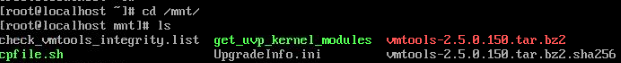 [root@localhost ~]# cd /mnt/
[root@localhost mnt]# ls
check_vmtools_integrity.list get_uvp_kernel_modules vmtools-2.5.0.150.tar.bz2
cpfile.sh UpgradeInfo.ini vmtools-2.5.0.150.tar.bz2.sha256